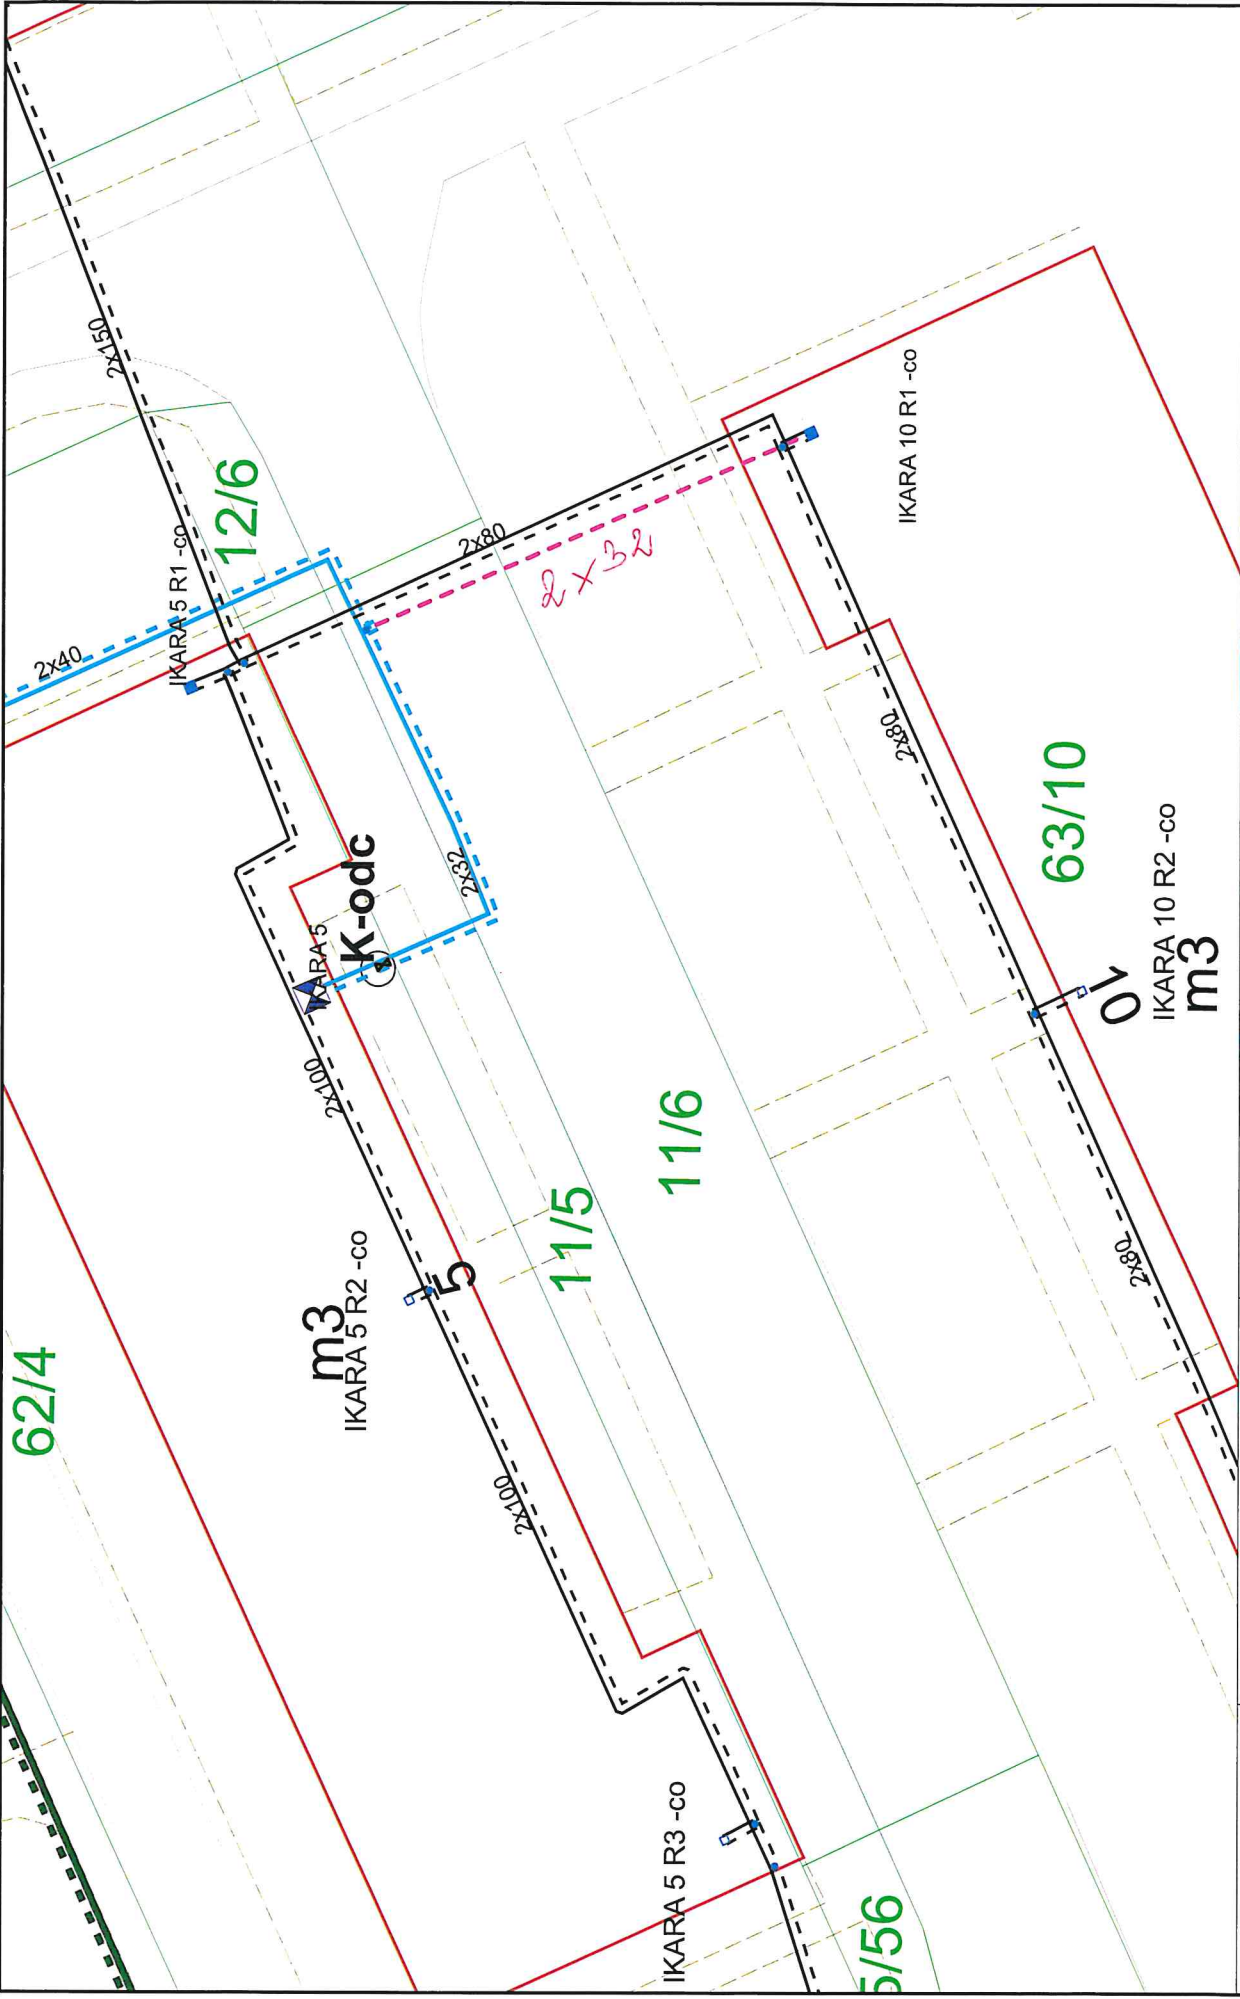 62/4
m3
IKARA 5 R2 -co
5
2x100
2x100
IKARA 5 R3 -co
5/56
11/5
11/6
IKARA 5
K-odc
2x32
2x40
IKARA 5 R1 -co
12/6
2x150
2x80
2x32
IKARA 10 R1 -co
2x80
63/10
IKARA 10 R2 -co
m3
10
2x80